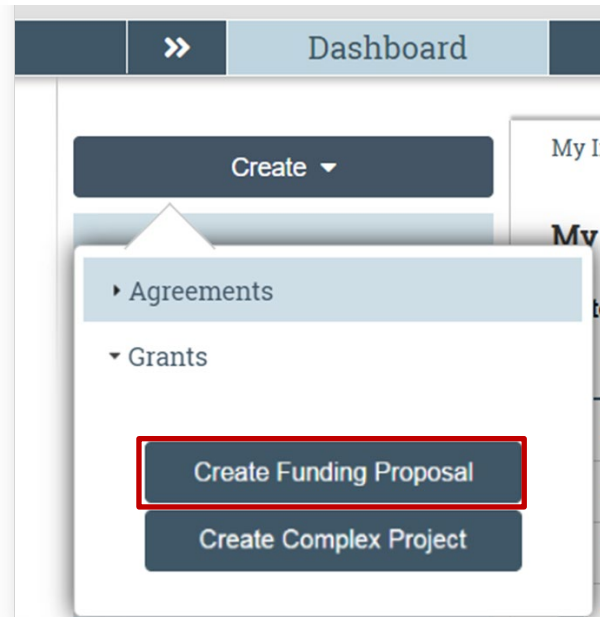 Dashboard
Create
My
My
Agreements
Grants
Create Funding Proposal
Create Complex Project